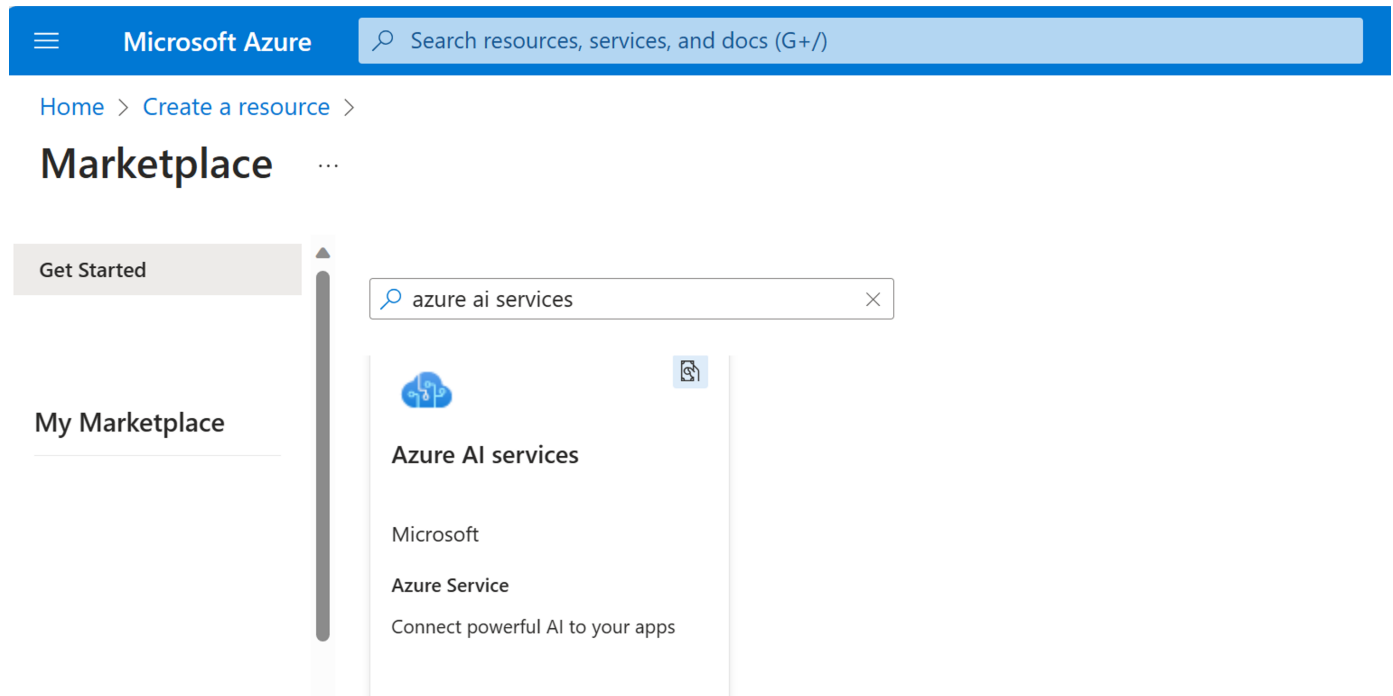 Microsoft Azure
Search resources, services, and docs (G+/)
Home > Create a resource >
Marketplace ...
Get Started
azure ai services
My Marketplace
Azure AI services
Microsoft
Azure Service
Connect powerful AI to your apps